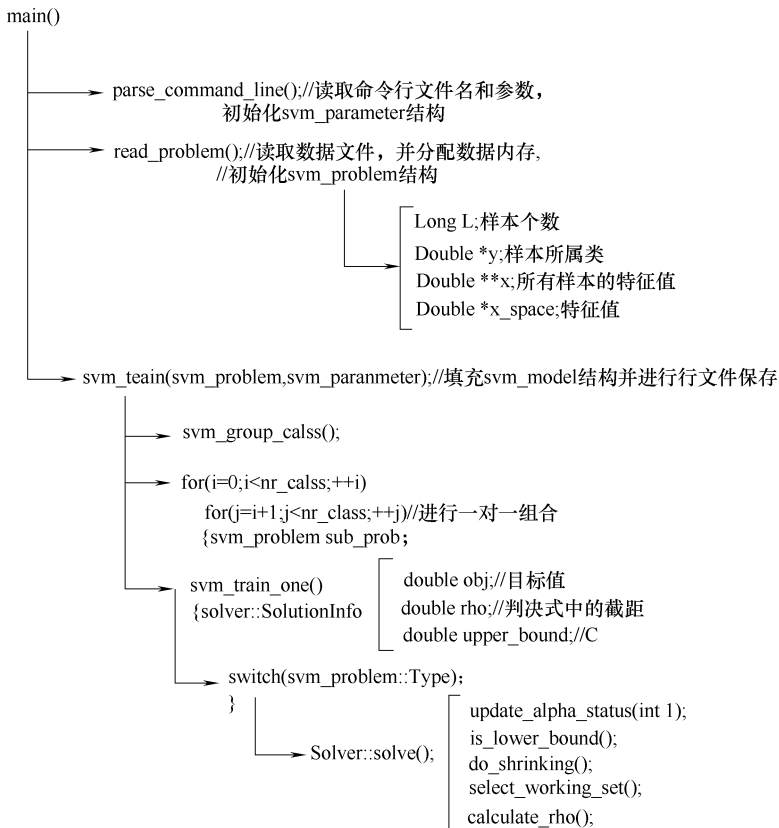 main()
parse_command_line();//读取命令行文件名和参数，
初始化svm_parameter结构
read_problem();//读取数据文件，并分配数据内存,
//初始化svm_problem结构
Long L;样本个数
Double *y;样本所属类
Double **x;所有样本的特征值
Double *x_space;特征值
svm_teain(svm_problem,svm_paranmeter);//填充svm_model结构并进行行文件保存
svm_group_calss();
for(i=0;i<nr_calss;++i)
for(j=i+1;j<nr_class;++j)//进行一对一组合
{svm_problem sub_prob；
svm_train_one()
{solver::SolutionInfo
double obj;//目标值
double rho;//判决式中的截距
double upper_bound;//C
switch(svm_problem::Type)；
}
Solver::solve();
update_alpha_status(int 1);
is_lower_bound();
do_shrinking();
select_working_set();
calculate_rho();